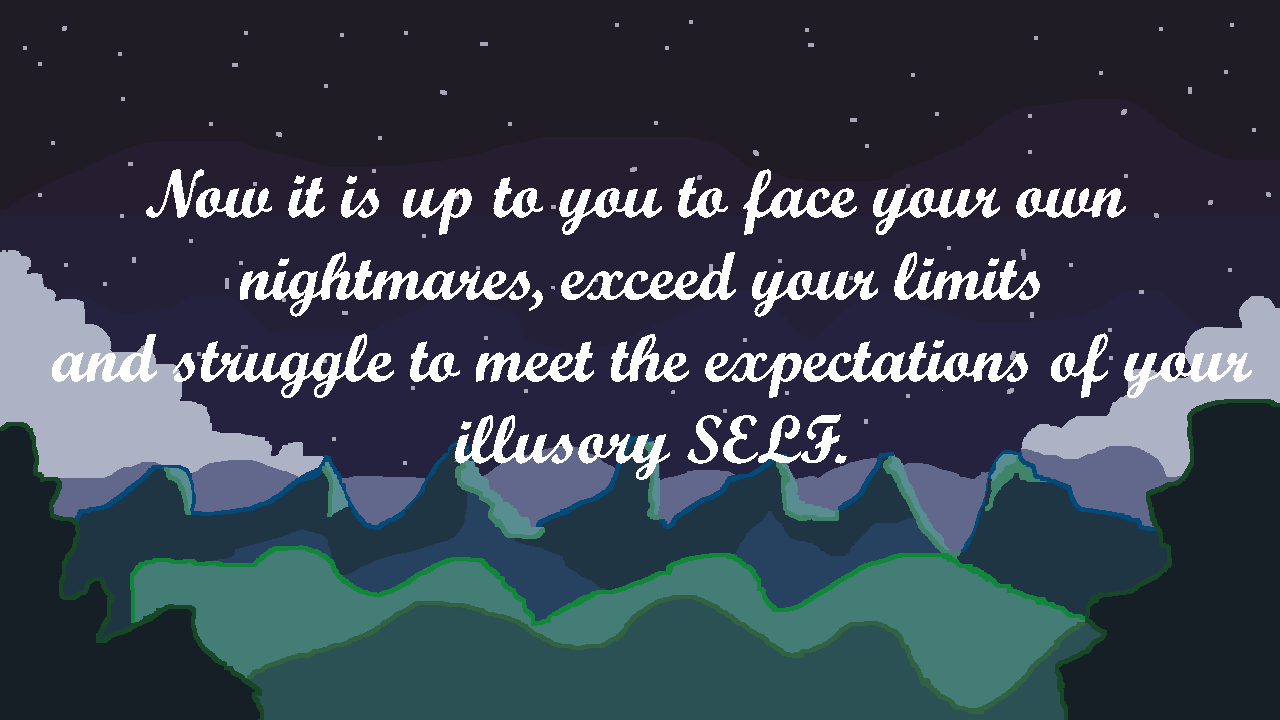 Now it is up to you to face your own
nightmares, exceed your limits
and struggle to meet the expectations of your
illusory SELF.